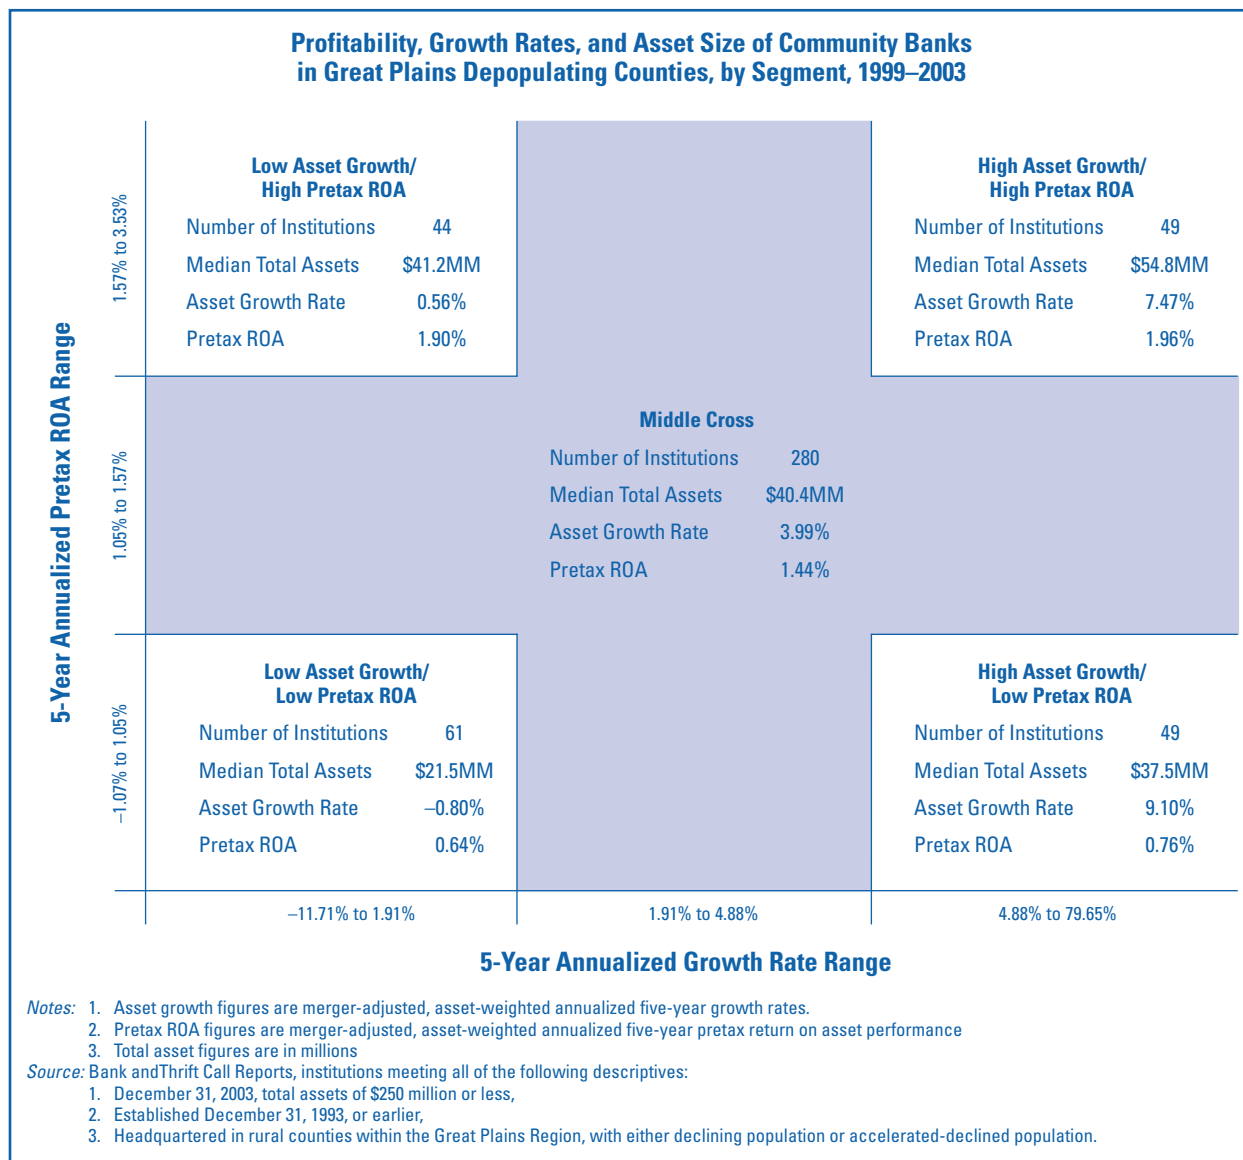 Profitability, Growth Rates, and Asset Size of Community Banks
in Great Plains Depopulating Counties, by Segment, 1999–2003
5-Year Annualized Pretax ROA Range
1.57% to 3.53%
Low Asset Growth/
High Pretax ROA
Number of Institutions 44
Median Total Assets $41.2MM
Asset Growth Rate 0.56%
Pretax ROA 1.90%
High Asset Growth/
High Pretax ROA
Number of Institutions 49
Median Total Assets $54.8MM
Asset Growth Rate 7.47%
Pretax ROA 1.96%
1.05% to 1.57%
Middle Cross
Number of Institutions 280
Median Total Assets $40.4MM
Asset Growth Rate 3.99%
Pretax ROA 1.44%
–1.07% to 1.05%
Low Asset Growth/
Low Pretax ROA
Number of Institutions 61
Median Total Assets $21.5MM
Asset Growth Rate –0.80%
Pretax ROA 0.64%
High Asset Growth/
Low Pretax ROA
Number of Institutions 49
Median Total Assets $37.5MM
Asset Growth Rate 9.10%
Pretax ROA 0.76%
–11.71% to 1.91% 1.91% to 4.88% 4.88% to 79.65%
5-Year Annualized Growth Rate Range
Notes: 1. Asset growth figures are merger-adjusted, asset-weighted annualized five-year growth rates.
2. Pretax ROA figures are merger-adjusted, asset-weighted annualized five-year pretax return on asset performance
3. Total asset figures are in millions
Source: Bank andThrift Call Reports, institutions meeting all of the following descriptives:
1. December 31, 2003, total assets of $250 million or less,
2. Established December 31, 1993, or earlier,
3. Headquartered in rural counties within the Great Plains Region, with either declining population or accelerated-declined population.